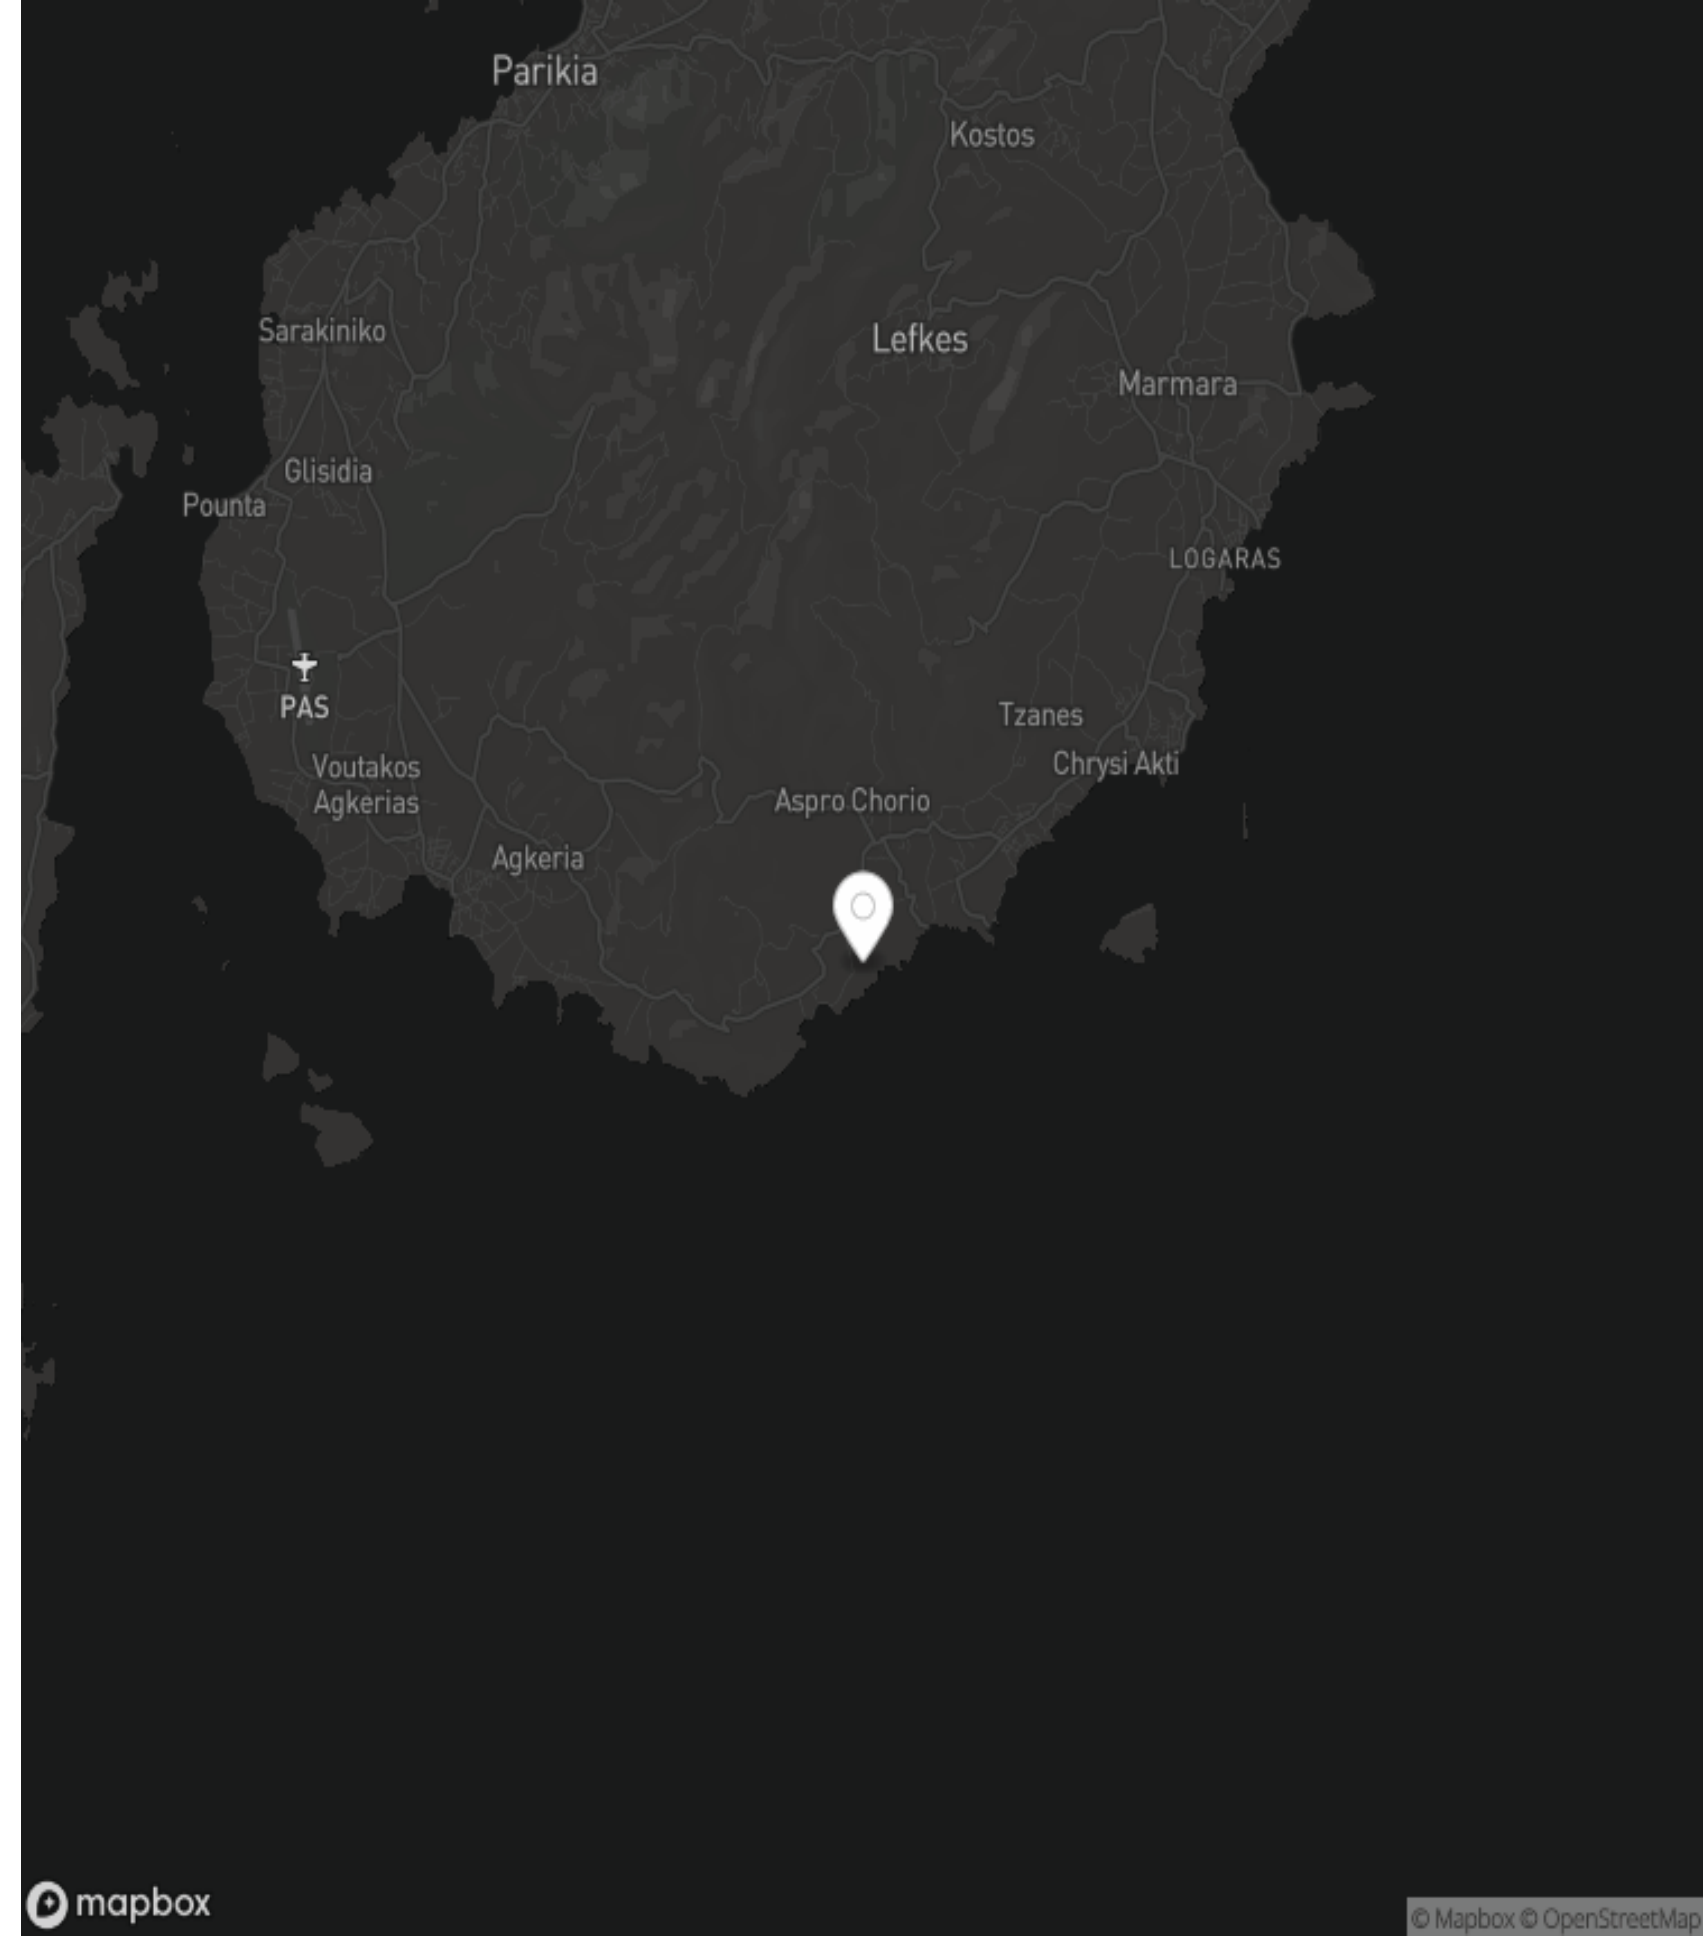 Parikia
Kostos
Sarakiniko
Lefkes
Marmara
Glisidia
Pounta
LOGARAS
PAS
Tzanes
Chrysi Akti
Voutakos
Agkerias
Aspro Chorio
Agkeria
mapbox
© Mapbox © OpenStreetMap